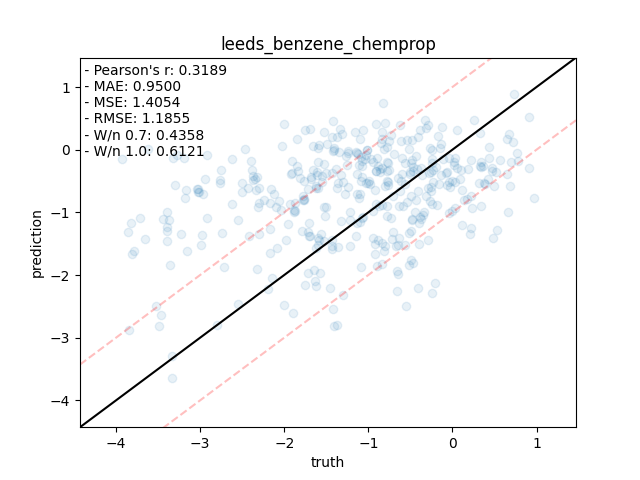 leeds_benzene_chemprop
- Pearson's r: 0.3189
- MAE: 0.9500
- MSE: 1.4054
- RMSE: 1.1855
- W/n 0.7: 0.4358
- W/n 1.0: 0.6121
prediction
1
0
−1
−2
−3
−4
−4 −3 −2 −1 0 1
truth